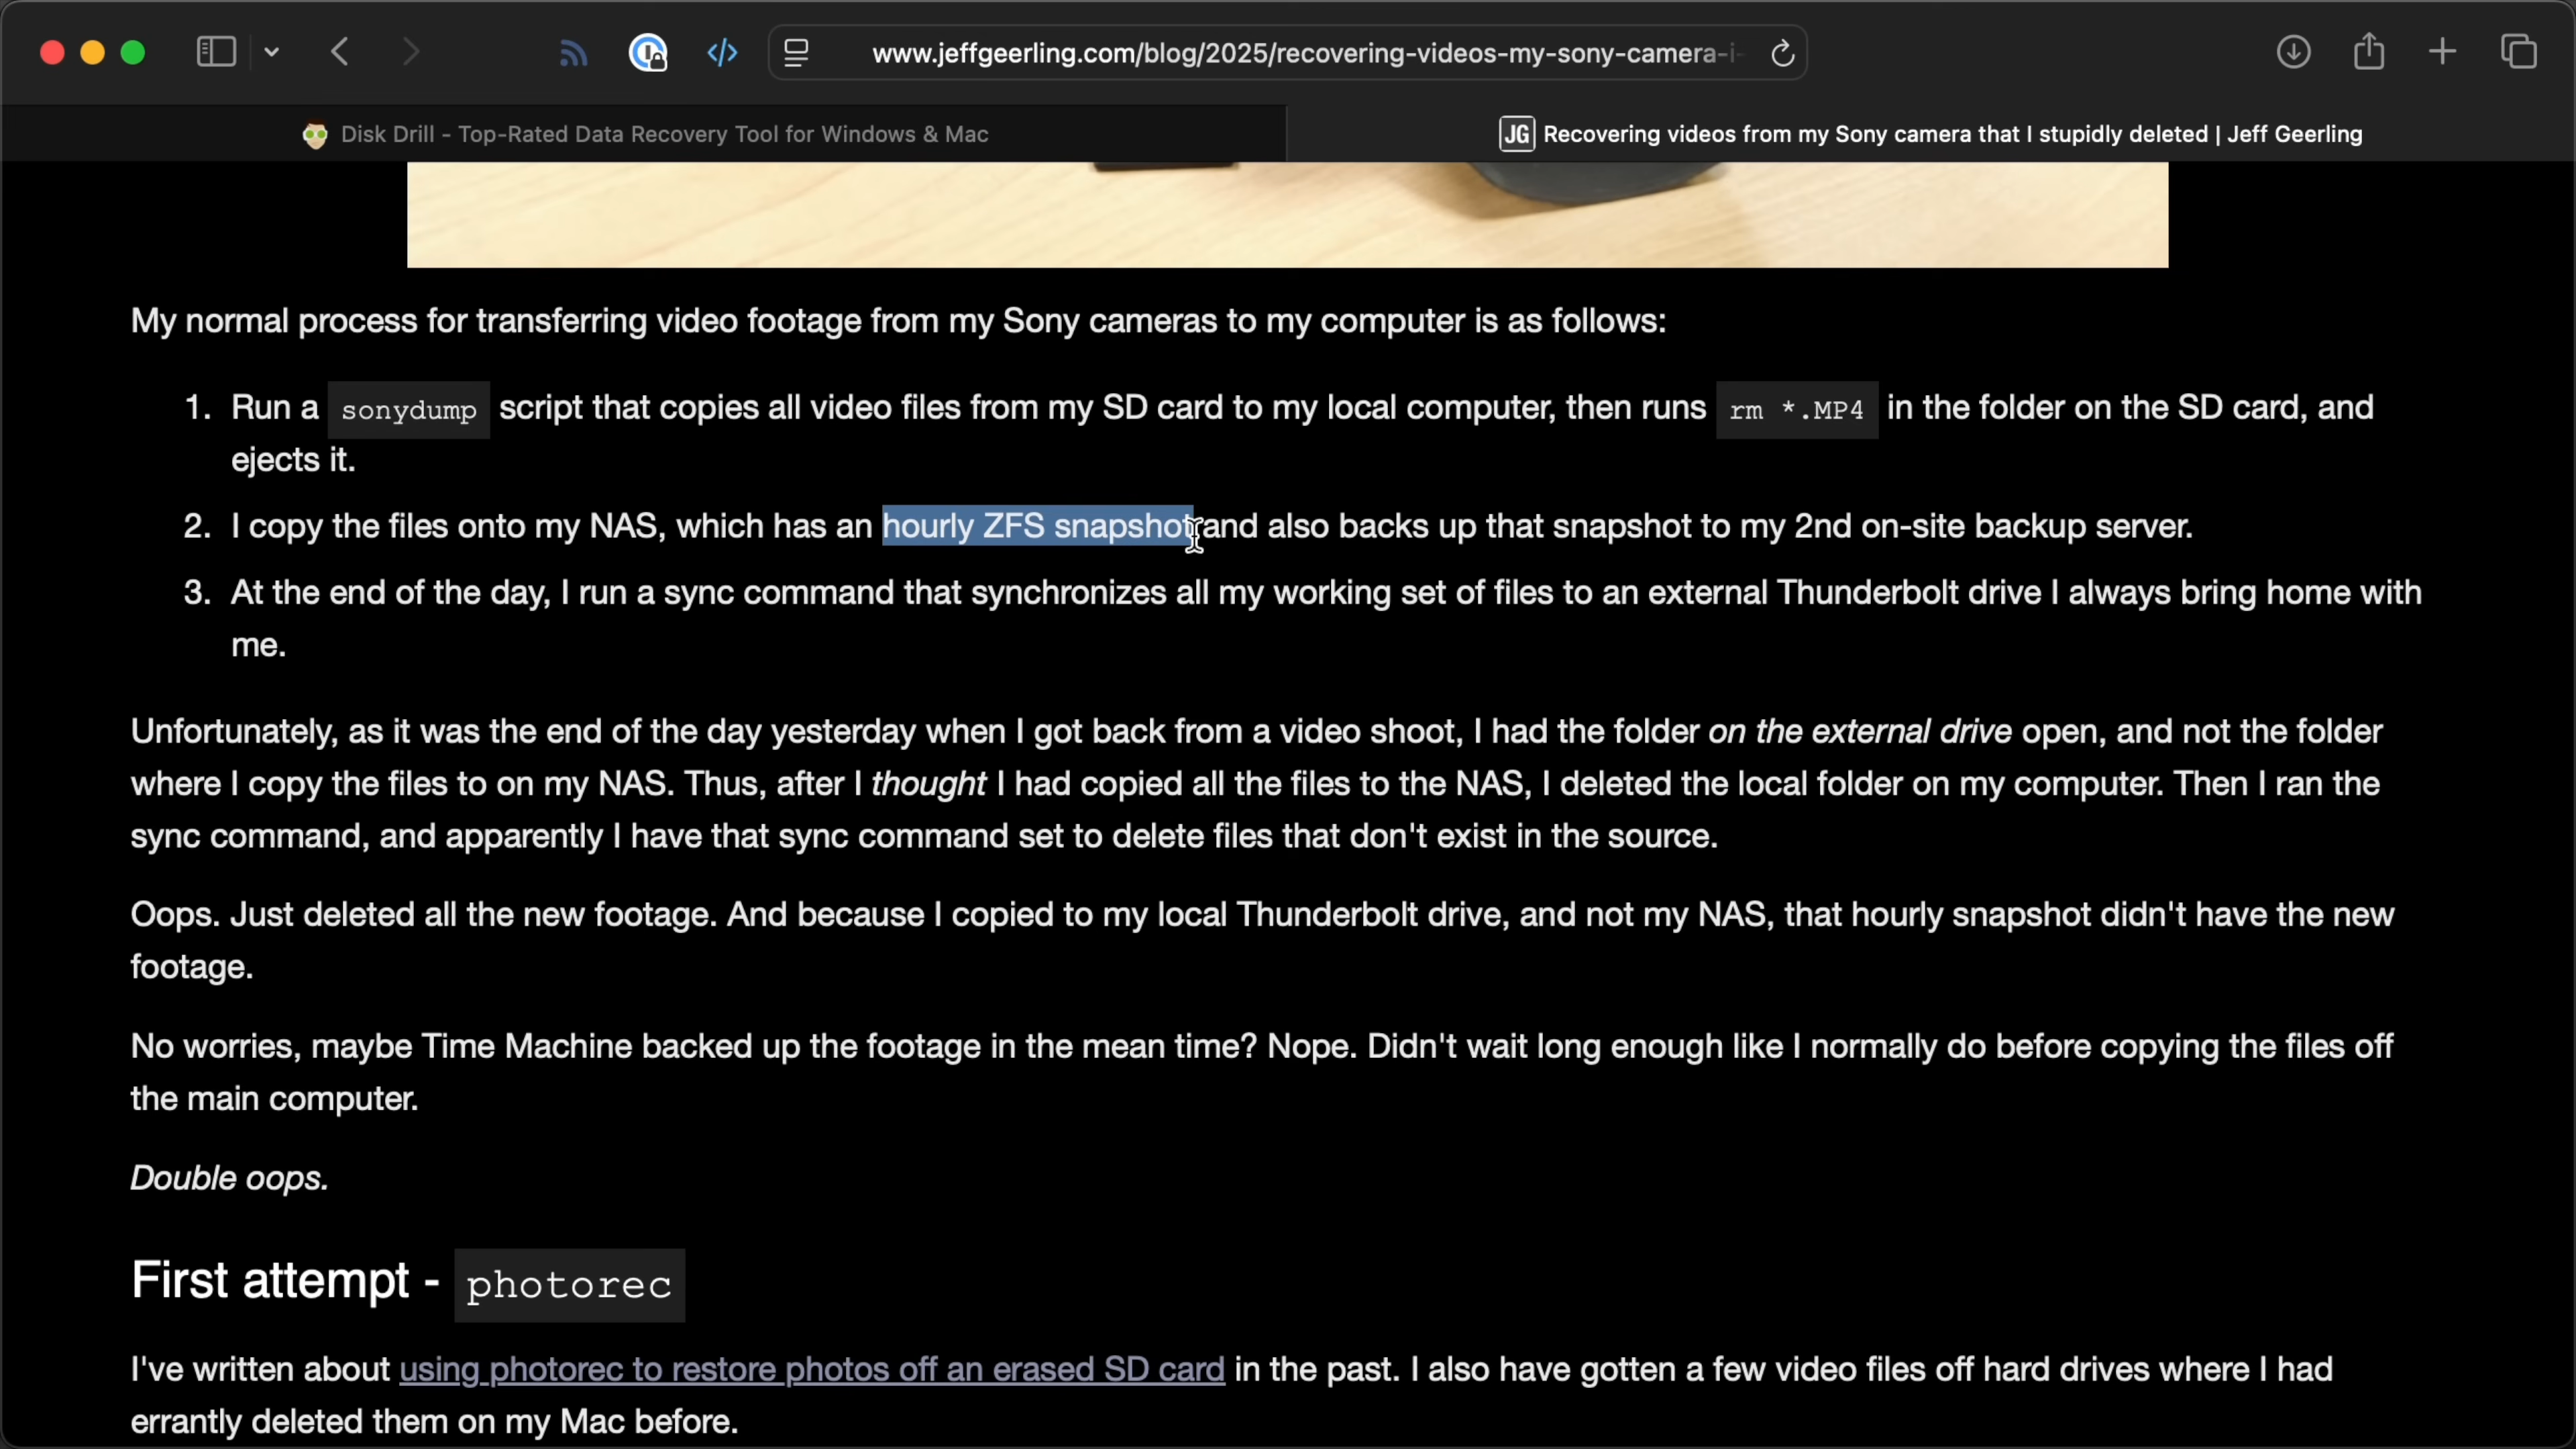 www.jeffgeerling.com/blog/2025/recovering-videos-my-sony-camera-i-
Disk Drill - Top-Rated Data Recovery Tool for Windows & Mac
JG Recovering videos from my Sony camera that I stupidly deleted | Jeff Geerling
My normal process for transferring video footage from my Sony cameras to my computer is as follows:
1. Run a sonydump script that copies all video files from my SD card to my local computer, then runs rm *.MP4 in the folder on the SD card, and
ejects it.
2. I copy the files onto my NAS, which has an hourly ZFS snapshot and also backs up that snapshot to my 2nd on-site backup server.
3. At the end of the day, I run a sync command that synchronizes all my working set of files to an external Thunderbolt drive I always bring home with
me.
Unfortunately, as it was the end of the day yesterday when I got back from a video shoot, I had the folder on the external drive open, and not the folder
where I copy the files to on my NAS. Thus, after I thought I had copied all the files to the NAS, I deleted the local folder on my computer. Then I ran the
sync command, and apparently I have that sync command set to delete files that don't exist in the source.
Oops. Just deleted all the new footage. And because I copied to my local Thunderbolt drive, and not my NAS, that hourly snapshot didn't have the new
footage.
No worries, maybe Time Machine backed up the footage in the mean time? Nope. Didn't wait long enough like I normally do before copying the files off
the main computer.
Double oops.
First attempt - photorec
I've written about using photorec to restore photos off an erased SD card in the past. I also have gotten a few video files off hard drives where I had
errantly deleted them on my Mac before.